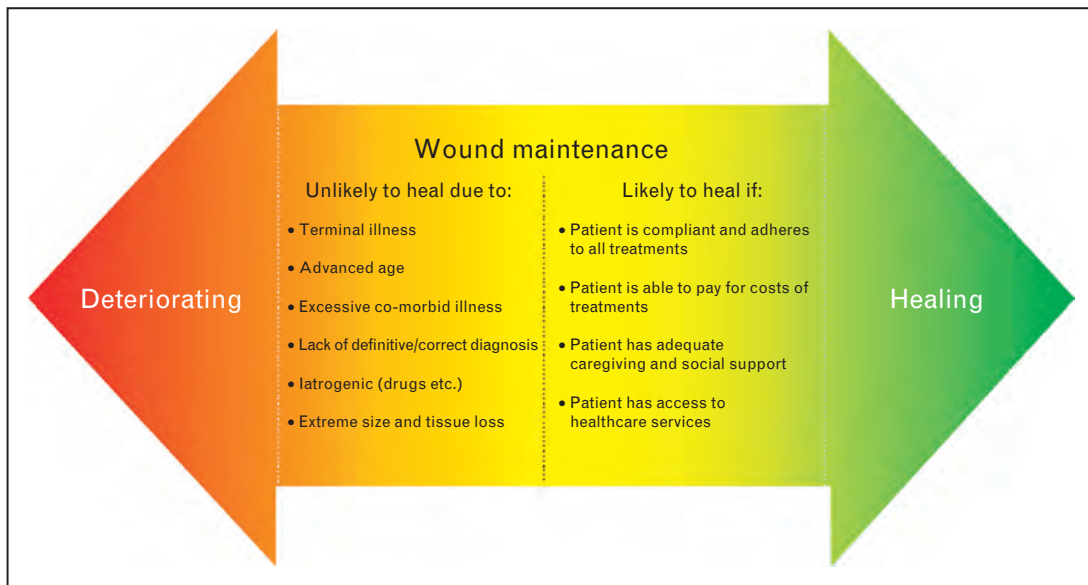 Wound maintenance
Unlikely to heal due to:
• Terminal illness
• Advanced age
• Excessive co-morbid illness
• Lack of definitive/correct diagnosis
• Iatrogenic (drugs etc.)
• Extreme size and tissue loss
Likely to heal if:
• Patient is compliant and adheres
to all treatments
• Patient is able to pay for costs of
treatments
• Patient has adequate
caregiving and social support
• Patient has access to
healthcare services
Deteriorating
Healing